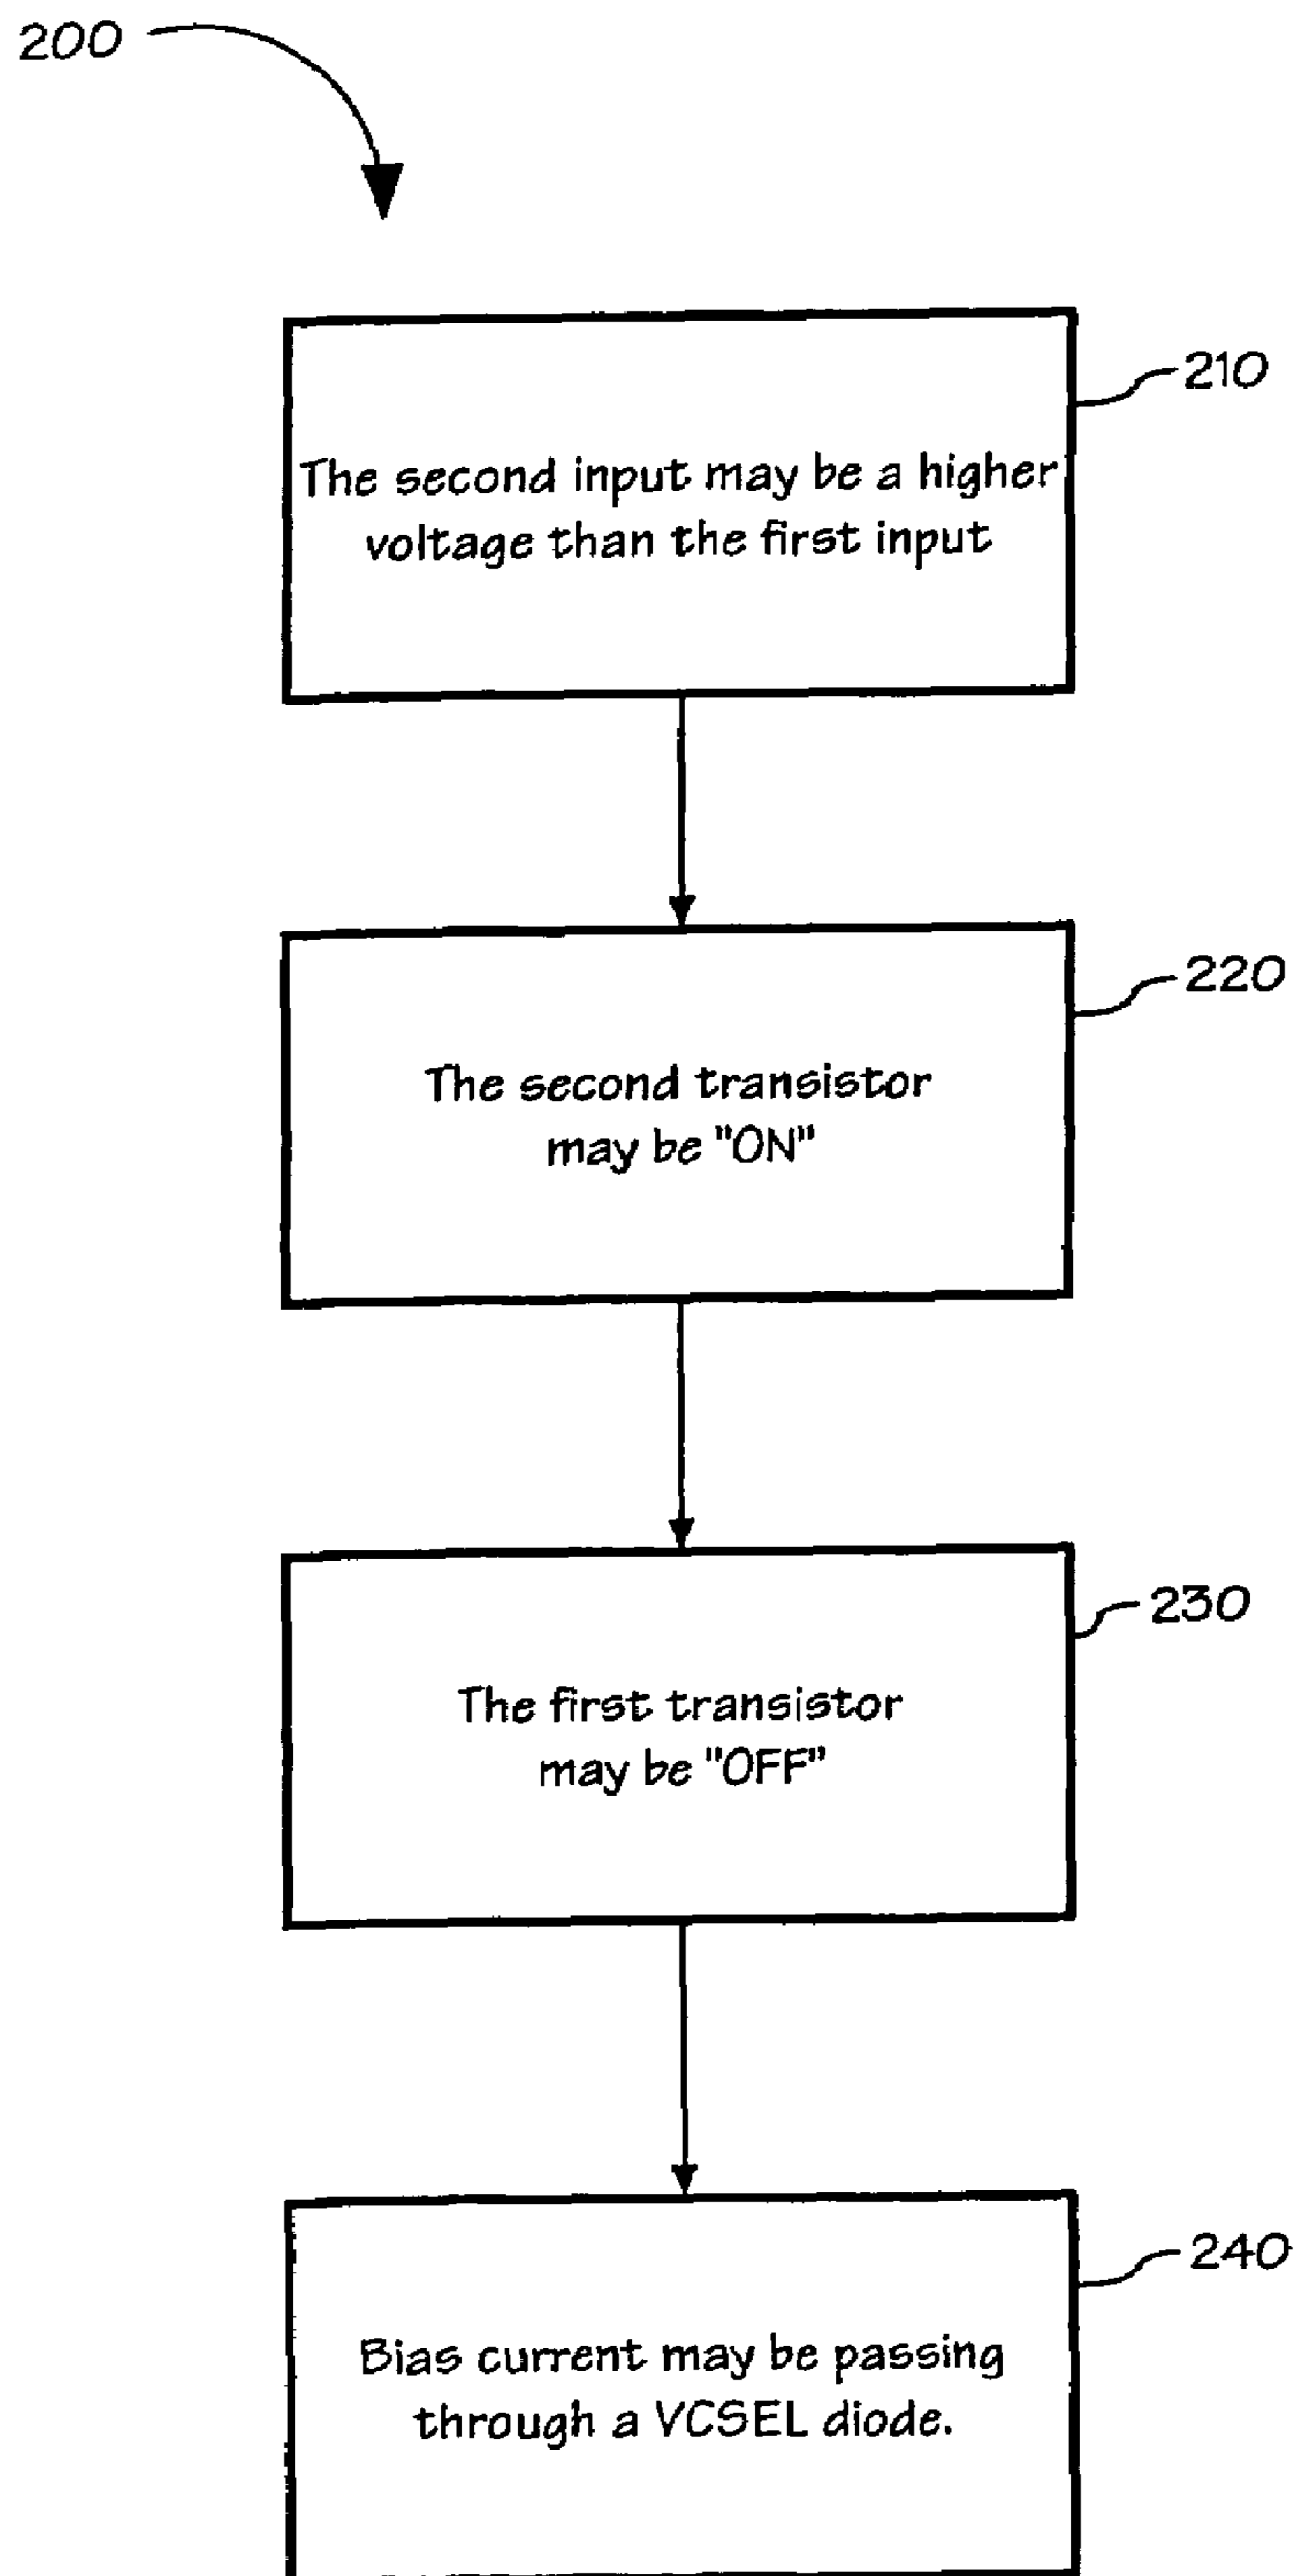 200
210
The second input may be a higher
voltage than the first input
220
The second transistor
may be "ON"
230
The first transistor
may be "OFF"
240
Bias current may be passing
through a VCSEL diode.